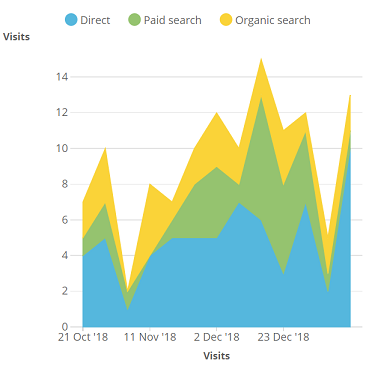 Direct Paid search Organic search
Visits
14
12
10
8
6
4
2
0
21 Oct '18 11 Nov '18 2 Dec '18 23 Dec '18
Visits